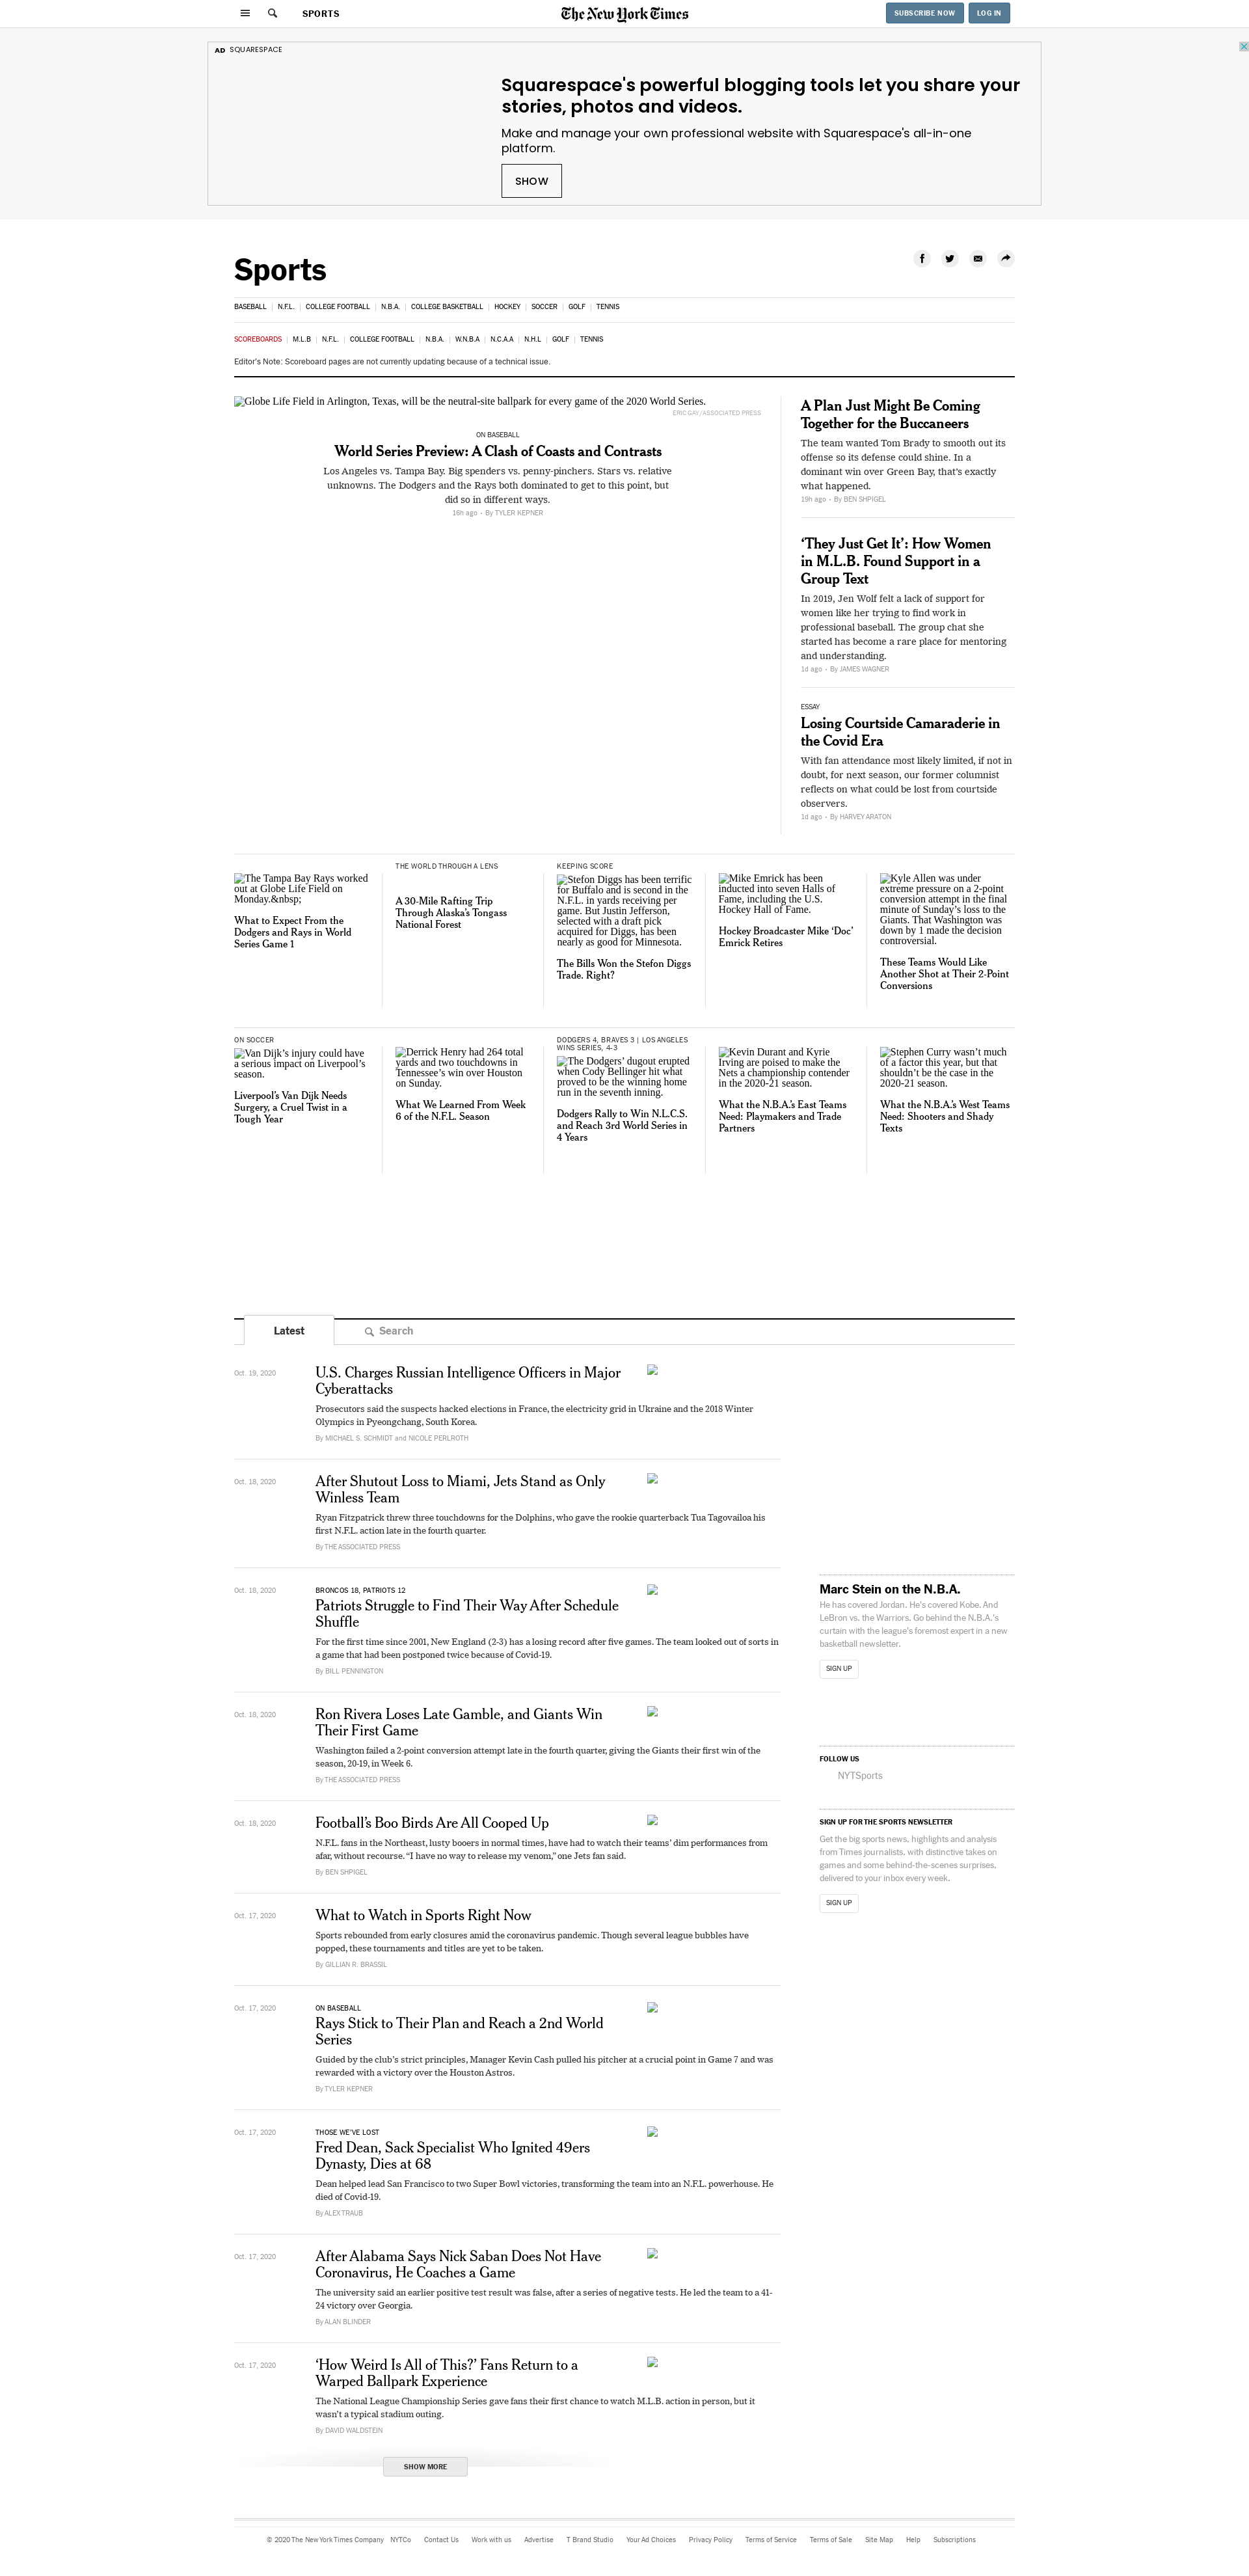 SPORTS
The New York Times
SUBSCRIBE NOW
LOG IN
AD SQUARESPACE
Squarespace's powerful blogging tools let you share your
stories, photos and videos.
Make and manage your own professional website with Squarespace's all-in-one
platform.
SHOW
Sports
BASEBALL | N.F.L. | COLLEGE FOOTBALL | N.B.A. | COLLEGE BASKETBALL | HOCKEY | SOCCER | GOLF | TENNIS
SCOREBOARDS | M.L.B | N.F.L. | COLLEGE FOOTBALL | N.B.A. | W.N.B.A | N.C.A.A | N.H.L | GOLF | TENNIS
Editor's Note: Scoreboard pages are not currently updating because of a technical issue.
Globe Life Field in Arlington, Texas, will be the neutral-site ballpark for every game of the 2020 World Series.
ERIC GAY/ASSOCIATED PRESS
ON BASEBALL
World Series Preview: A Clash of Coasts and Contrasts
Los Angeles vs. Tampa Bay. Big spenders vs. penny-pinchers. Stars vs. relative
unknowns. The Dodgers and the Rays both dominated to get to this point, but
did so in different ways.
16h ago - By TYLER KEPNER
A Plan Just Might Be Coming
Together for the Buccaneers
The team wanted Tom Brady to smooth out its
offense so its defense could shine. In a
dominant win over Green Bay, that's exactly
what happened.
19h ago - By BEN SHPIGEL
‘They Just Get It’: How Women
in M.L.B. Found Support in a
Group Text
In 2019, Jen Wolf felt a lack of support for
women like her trying to find work in
professional baseball. The group chat she
started has become a rare place for mentoring
and understanding.
1d ago - By JAMES WAGNER
ESSAY
Losing Courtside Camaraderie in
the Covid Era
With fan attendance most likely limited, if not in
doubt, for next season, our former columnist
reflects on what could be lost from courtside
observers.
1d ago - By HARVEY ARATON
The Tampa Bay Rays worked
out at Globe Life Field on
Monday.&nbsp;
What to Expect From the
Dodgers and Rays in World
Series Game 1
THE WORLD THROUGH A LENS
A 30-Mile Rafting Trip
Through Alaska's Tongass
National Forest
KEEPING SCORE
Stefon Diggs has been terrific
for Buffalo and is second in the
N.F.L. in yards receiving per
game. But Justin Jefferson,
selected with a draft pick
acquired for Diggs, has been
nearly as good for Minnesota.
The Bills Won the Stefon Diggs
Trade. Right?
Mike Emrick has been
inducted into seven Halls of
Fame, including the U.S.
Hockey Hall of Fame.
Hockey Broadcaster Mike ‘Doc’
Emrick Retires
Kyle Allen was under
extreme pressure on a 2-point
conversion attempt in the final
minute of Sunday’s loss to the
Giants. That Washington was
down by 1 made the decision
controversial.
These Teams Would Like
Another Shot at Their 2-Point
Conversions
ON SOCCER
Van Dijk’s injury could have
a serious impact on Liverpool’s
season.
Liverpool’s Van Dijk Needs
Surgery, a Cruel Twist in a
Tough Year
Derrick Henry had 264 total
yards and two touchdowns in
Tennessee’s win over Houston
on Sunday.
What We Learned From Week
6 of the N.F.L. Season
DODGERS 4, BRAVES 3 | LOS ANGELES
WINS SERIES, 4-3
The Dodgers’ dugout erupted
when Cody Bellinger hit what
proved to be the winning home
run in the seventh inning.
Dodgers Rally to Win N.L.C.S.
and Reach 3rd World Series in
4 Years
Kevin Durant and Kyrie
Irving are poised to make the
Nets a championship contender
in the 2020-21 season.
What the N.B.A.’s East Teams
Need: Playmakers and Trade
Partners
Stephen Curry wasn’t much
of a factor this year, but that
shouldn’t be the case in the
2020-21 season.
What the N.B.A.’s West Teams
Need: Shooters and Shady
Texts
Latest
Search
Oct. 19, 2020
U.S. Charges Russian Intelligence Officers in Major
Cyberattacks
Prosecutors said the suspects hacked elections in France, the electricity grid in Ukraine and the 2018 Winter
Olympics in Pyeongchang, South Korea.
By MICHAEL S. SCHMIDT and NICOLE PERLROTH
Oct. 18, 2020
After Shutout Loss to Miami, Jets Stand as Only
Winless Team
Ryan Fitzpatrick threw three touchdowns for the Dolphins, who gave the rookie quarterback Tua Tagovailoa his
first N.F.L. action late in the fourth quarter.
By THE ASSOCIATED PRESS
Oct. 18, 2020
BRONCOS 18, PATRIOTS 12
Patriots Struggle to Find Their Way After Schedule
Shuffle
For the first time since 2001, New England (2-3) has a losing record after five games. The team looked out of sorts in
a game that had been postponed twice because of Covid-19.
By BILL PENNINGTON
Oct. 18, 2020
Ron Rivera Loses Late Gamble, and Giants Win
Their First Game
Washington failed a 2-point conversion attempt late in the fourth quarter, giving the Giants their first win of the
season, 20-19, in Week 6.
By THE ASSOCIATED PRESS
Oct. 18, 2020
Football’s Boo Birds Are All Cooped Up
N.F.L. fans in the Northeast, lusty booers in normal times, have had to watch their teams’ dim performances from
afar, without recourse. “I have no way to release my venom,” one Jets fan said.
By BEN SHPIGEL
Oct. 17, 2020
What to Watch in Sports Right Now
Sports rebounded from early closures amid the coronavirus pandemic. Though several league bubbles have
popped, these tournaments and titles are yet to be taken.
By GILLIAN R. BRASSIL
Oct. 17, 2020
ON BASEBALL
Rays Stick to Their Plan and Reach a 2nd World
Series
Guided by the club’s strict principles, Manager Kevin Cash pulled his pitcher at a crucial point in Game 7 and was
rewarded with a victory over the Houston Astros.
By TYLER KEPNER
Oct. 17, 2020
THOSE WE’VE LOST
Fred Dean, Sack Specialist Who Ignited 49ers
Dynasty, Dies at 68
Dean helped lead San Francisco to two Super Bowl victories, transforming the team into an N.F.L. powerhouse. He
died of Covid-19.
By ALEX TRAUB
Oct. 17, 2020
After Alabama Says Nick Saban Does Not Have
Coronavirus, He Coaches a Game
The university said an earlier positive test result was false, after a series of negative tests. He led the team to a 41-
24 victory over Georgia.
By ALAN BLINDER
Oct. 17, 2020
‘How Weird Is All of This?’ Fans Return to a
Warped Ballpark Experience
The National League Championship Series gave fans their first chance to watch M.L.B. action in person, but it
wasn’t a typical stadium outing.
By DAVID WALDSTEIN
SHOW MORE
Marc Stein on the N.B.A.
He has covered Jordan. He’s covered Kobe. And
LeBron vs. the Warriors. Go behind the N.B.A.’s
curtain with the league’s foremost expert in a new
basketball newsletter.
SIGN UP
FOLLOW US
NYTSports
SIGN UP FOR THE SPORTS NEWSLETTER
Get the big sports news, highlights and analysis
from Times journalists, with distinctive takes on
games and some behind-the-scenes surprises,
delivered to your inbox every week.
SIGN UP
© 2020 The New York Times Company NYTCo Contact Us Work with us Advertise T Brand Studio Your Ad Choices Privacy Policy Terms of Service Terms of Sale Site Map Help Subscriptions